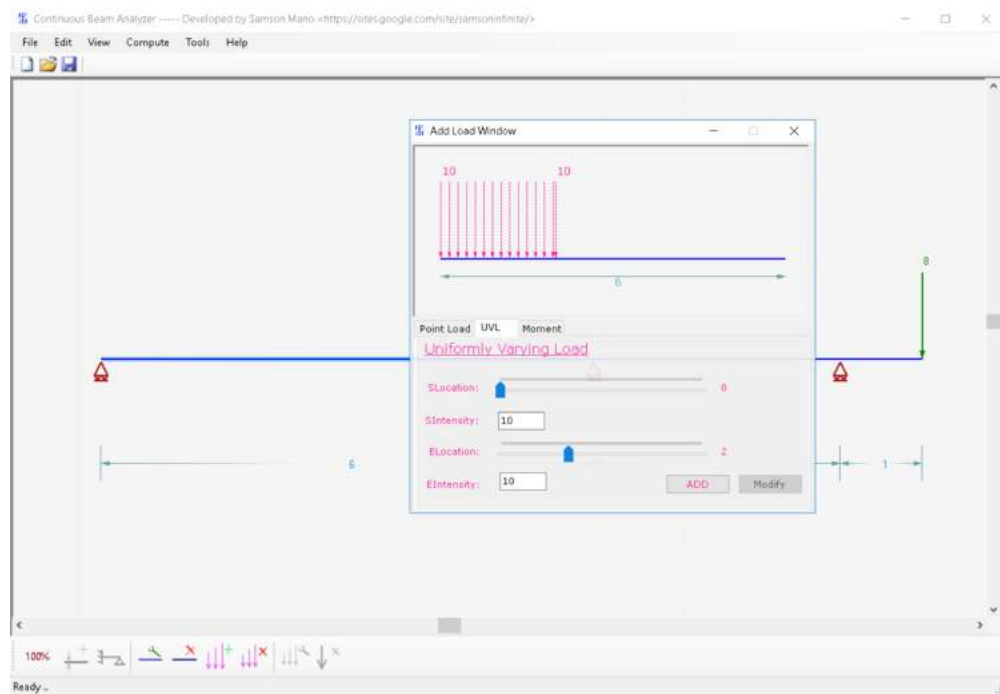 Continuous Beam Analyzer ----- Developed by Samson Mano <https://sites.google.com/site/samsoninfinite/>
File Edit View Compute Tools Help
Add Load Window
10 10
6
8
Point Load UVL Moment
Uniformly Varying Load
SLocation: 0
SIntensity: 10
ELocation: 2
EIntensity: 10 ADD Modify
6 1
100%
Ready ..